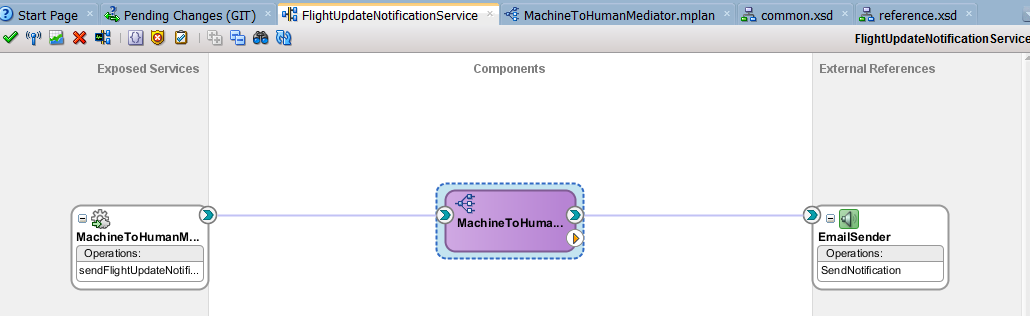 Start Page
Pending Changes (GIT)
FlightUpdateNotificationService
MachineToHumanMediator.mplan
common.xsd
reference.xsd
FlightUpdateNotificationService
Exposed Services
Components
External References
MachineToHumanM...
Operations:
sendFlightUpdateNotifi...
MachineToHuma...
EmailSender
Operations:
SendNotification